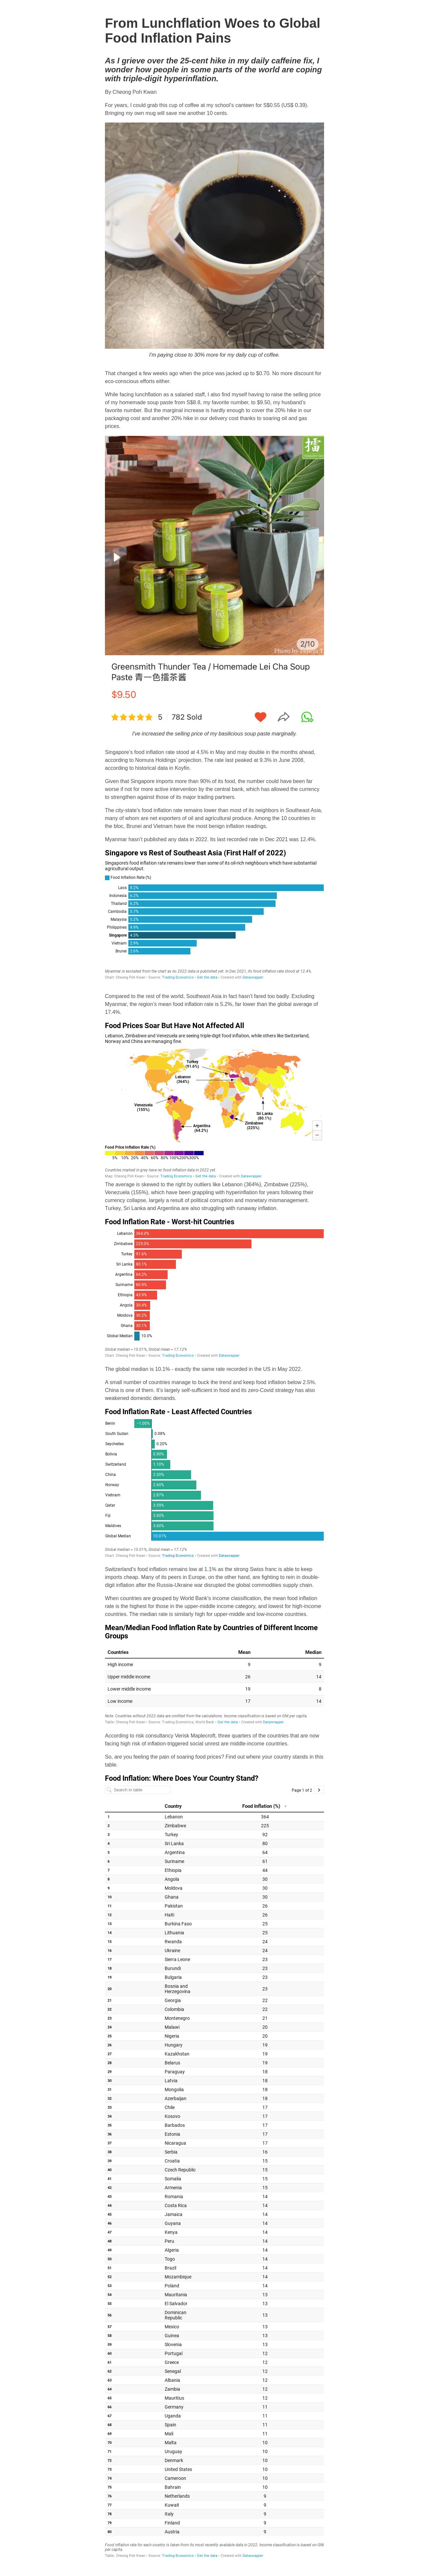 From Lunchflation Woes to Global
Food Inflation Pains
As I grieve over the 25-cent hike in my daily caffeine fix, I
wonder how people in some parts of the world are coping
with triple-digit hyperinflation.
By Cheong Poh Kwan
For years, I could grab this cup of coffee at my school's canteen for S$0.55 (US$ 0.39).
Bringing my own mug will save me another 10 cents.
I'm paying close to 30% more for my daily cup of coffee.
That changed a few weeks ago when the price was jacked up to $0.70. No more discount for
eco-conscious efforts either.
While facing lunchflation as a salaried staff, I also find myself having to raise the selling price
of my homemade soup paste from S$8.8, my favorite number, to $9.50, my husband's
favorite number. But the marginal increase is hardly enough to cover the 20% hike in our
packaging cost and another 20% hike in our delivery cost thanks to soaring oil and gas
prices.
擂
2/10
Greensmith Thunder Tea / Homemade Lei Cha Soup
Paste 青一色擂茶酱
$9.50
5 782 Sold
I've increased the selling price of my basilicious soup paste marginally.
Singapore's food inflation rate stood at 4.5% in May and may double in the months ahead,
according to Nomura Holdings' projection. The rate last peaked at 9.3% in June 2008,
according to historical data in Koyfin.
Given that Singapore imports more than 90% of its food, the number could have been far
worse if not for more active intervention by the central bank, which has allowed the currency
to strengthen against those of its major trading partners.
The city-state's food inflation rate remains lower than most of its neighbors in Southeast Asia,
many of whom are net exporters of oil and agricultural produce. Among the 10 countries in
the bloc, Brunei and Vietnam have the most benign inflation readings.
Myanmar hasn't published any data in 2022. Its last recorded rate in Dec 2021 was 12.4%.
Singapore vs Rest of Southeast Asia (First Half of 2022)
Singapore's food inflation rate remains lower than some of its oil-rich neighbours which have substantial
agricultural output.
Food Inflation Rate (%)
Laos
Indonesia 6.2%
Thailand
Cambodia 5.7%
Malaysia 5.2%
Philippines 4.9%
Singapore 4.5%
Vietnam
Brunei
Myanmar is excluded from the chart as no 2022 data is published yet. In Dec 2021, its food inflation rate stood at 12.4%.
Chart: Cheong Poh Kwan • Source: Trading Economics • Get the data • Created with Datawrapper
Compared to the rest of the world, Southeast Asia in fact hasn't fared too badly. Excluding
Myanmar, the region's mean food inflation rate is 5.2%, far lower than the global average of
17.4%.
Food Prices Soar But Have Not Affected All
Lebanon, Zimbabwe and Venezuela are seeing triple-digit food inflation, while others like Switzerland,
Norway and China are managing fine.
Turkey
(91.6%)
Lebanon
(364%)
Venezuela
(155%)
Sri Lanka
(80.1%)
Argentina
(64.2%)
Zimbabwe
(225%)
+
−
Food Price Inflation Rate (%)
5% 10% 20% 40% 60% 80% 100%200%300%
Countries marked in grey have no food inflation data in 2022 yet.
Map: Cheong Poh Kwan • Source: Trading Economics • Get the data • Created with Datawrapper
The average is skewed to the right by outliers like Lebanon (364%), Zimbabwe (225%),
Venezuela (155%), which have been grappling with hyperinflation for years following their
currency collapse, largely a result of political corruption and monetary mismanagement.
Turkey, Sri Lanka and Argentina are also struggling with runaway inflation.
Food Inflation Rate - Worst-hit Countries
Lebanon 364.0%
Zimbabwe 225.0%
Turkey 91.6%
Sri Lanka 80.1%
Argentina 64.2%
Suriname
Ethiopia 43.9%
Angola
Moldova
Ghana
Global Median 10.0%
Global median = 10.01%, Global mean = 17.12%
Chart: Cheong Poh Kwan • Source: Trading Economics • Created with Datawrapper
The global median is 10.1% - exactly the same rate recorded in the US in May 2022.
A small number of countries manage to buck the trend and keep food inflation below 2.5%.
China is one of them. It's largely self-sufficient in food and its zero-Covid strategy has also
weakened domestic demands.
Food Inflation Rate - Least Affected Countries
Benin −1.00%
South Sudan 0.08%
Seychelles 0.20%
Bolivia
Switzerland 1.10%
China
Norway
Vietnam
Qatar
Fiji
Maldives
Global Median 10.01%
Global median = 10.01%, Global mean = 17.12%
Chart: Cheong Poh Kwan • Source: Trading Economics • Created with Datawrapper
Switzerland's food inflation rate remains low at 1.1% as the strong Swiss franc is able to keep
imports cheap. Many of its peers in Europe, on the other hand, are fighting to rein in double-
digit inflation after the Russia-Ukraine war disrupted the global commodities supply chain.
When countries are grouped by World Bank's income classification, the mean food inflation
rate is the highest for those in the upper-middle income category, and lowest for high-income
countries. The median rate is similarly high for upper-middle and low-income countries.
Mean/Median Food Inflation Rate by Countries of Different Income
Groups
Countries Mean Median
High income 9 9
Upper middle income 26 14
Lower middle income 19 8
Low income 17 14
Note: Countries without 2022 data are omitted from the calculations. Income classification is based on GNI per capita.
Table: Cheong Poh Kwan • Source: Trading Economics, World Bank • Get the data • Created with Datawrapper
According to risk consultancy Verisk Maplecroft, three quarters of the countries that are now
facing high risk of inflation-triggered social unrest are middle-income countries.
So, are you feeling the pain of soaring food prices? Find out where your country stands in this
table.
Food Inflation: Where Does Your Country Stand?
Search in table Page 1 of 2
Country Food inflation (%)
1 Lebanon 364
2 Zimbabwe 225
3 Turkey 92
4 Sri Lanka 80
5 Argentina 64
6 Suriname 61
7 Ethiopia 44
8 Angola 30
9 Moldova 30
10 Ghana 30
11 Pakistan 26
12 Haiti 26
13 Burkina Faso 25
14 Lithuania 25
15 Rwanda 24
16 Ukraine 24
17 Sierra Leone 23
18 Burundi 23
19 Bulgaria 23
20 Bosnia and
Herzegovina 23
21 Georgia 22
22 Colombia 22
23 Montenegro 21
24 Malawi 20
25 Nigeria 20
26 Hungary 19
27 Kazakhstan 19
28 Belarus 19
29 Paraguay 18
30 Latvia 18
31 Mongolia 18
32 Azerbaijan 18
33 Chile 17
34 Kosovo 17
35 Barbados 17
36 Estonia 17
37 Nicaragua 17
38 Serbia 16
39 Croatia 15
40 Czech Republic 15
41 Somalia 15
42 Armenia 15
43 Romania 14
44 Costa Rica 14
45 Jamaica 14
46 Guyana 14
47 Kenya 14
48 Peru 14
49 Algeria 14
50 Togo 14
51 Brazil 14
52 Mozambique 14
53 Poland 14
54 Mauritania 13
55 El Salvador 13
56 Dominican
Republic 13
57 Mexico 13
58 Guinea 13
59 Slovenia 13
60 Portugal 12
61 Greece 12
62 Senegal 12
63 Albania 12
64 Zambia 12
65 Mauritius 12
66 Germany 11
67 Uganda 11
68 Spain 11
69 Mali 11
70 Malta 10
71 Uruguay 10
72 Denmark 10
73 United States 10
74 Cameroon 10
75 Bahrain 10
76 Netherlands 9
77 Kuwait 9
78 Italy 9
79 Finland 9
80 Austria 9
Food inflation rate for each country is taken from its most recently available data in 2022. Income classification is based on GNI
per capita.
Table: Cheong Poh Kwan • Source: Trading Economics • Get the data • Created with Datawrapper